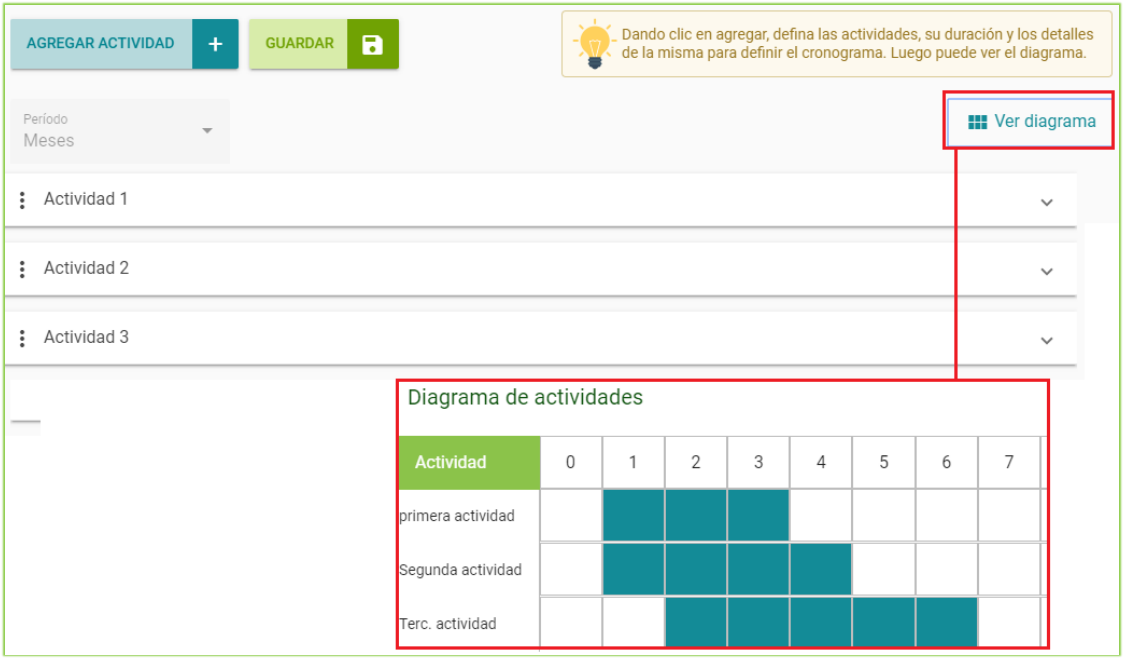 AGREGAR ACTIVIDAD +
GUARDAR
Dando clic en agregar, defina las actividades, su duración y los detalles
de la misma para definir el cronograma. Luego puede ver el diagrama.
Período
Meses
Ver diagrama
Actividad 1
Actividad 2
Actividad 3
Diagrama de actividades
Actividad 0 1 2 3 4 5 6 7
primera actividad
Segunda actividad
Terc. actividad